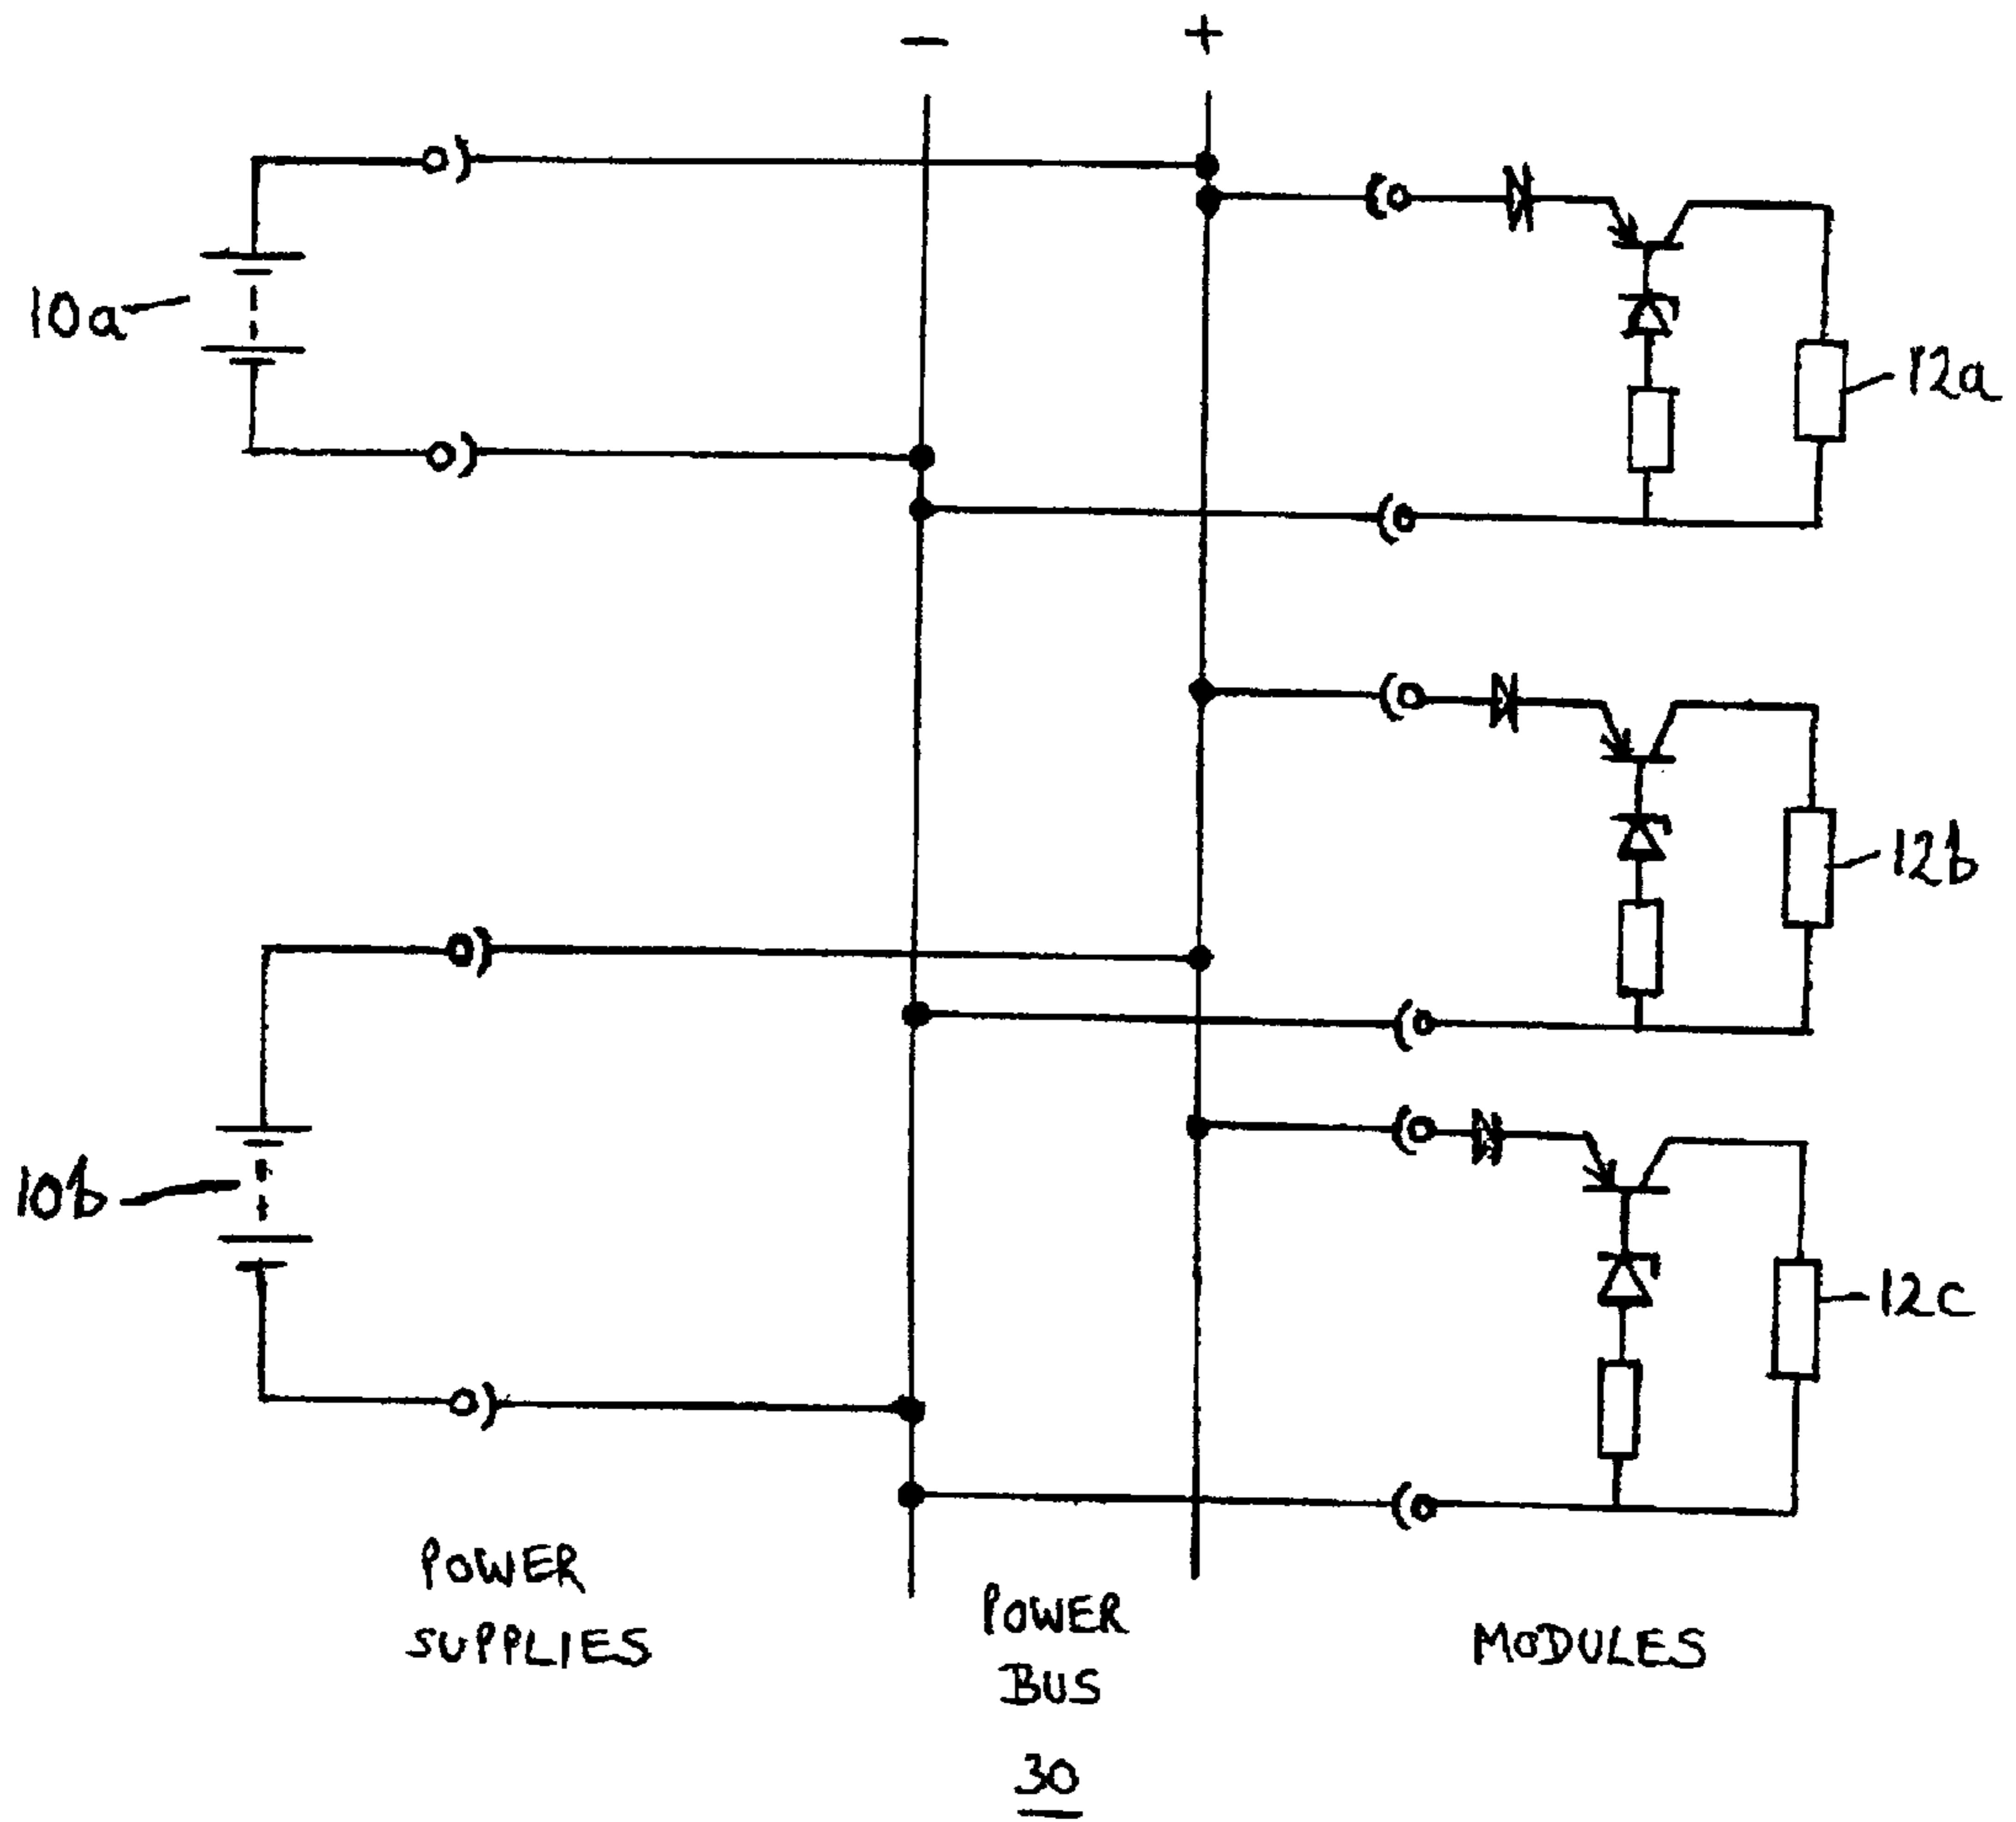 − +
10a
12a
12b
10b
12c
POWER
SUPPLIES
POWER
BUS
30
MODULES